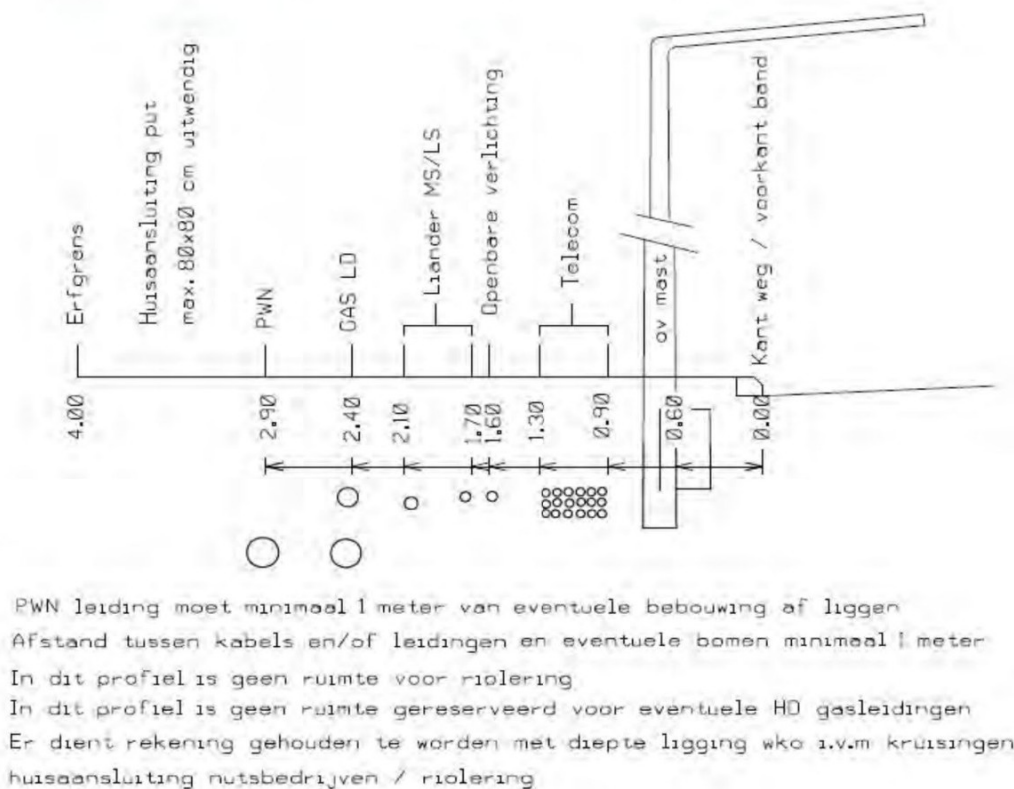 Erfgrens
Huisaansluiting put
max. 80x80 cm uitwendig
PWN
GAS LD
Liander MS/LS
Openbare verlichting
Telecom
ov mast
Kant weg / voorkant band
4.00
2.90
2.40
2.10
1.70
1.60
1.30
0.90
0.60
0.00
PWN leiding moet minimaal 1 meter van eventuele bebouwing af liggen
Afstand tussen kabels en/of leidingen en eventuele bomen minimaal 1 meter
In dit profiel is geen ruimte voor riolering
In dit profiel is geen ruimte gereserveerd voor eventuele HD gasleidingen
Er dient rekening gehouden te worden met diepte ligging wko i.v.m kruisingen
huisaansluiting nutsbedrijven / riolering